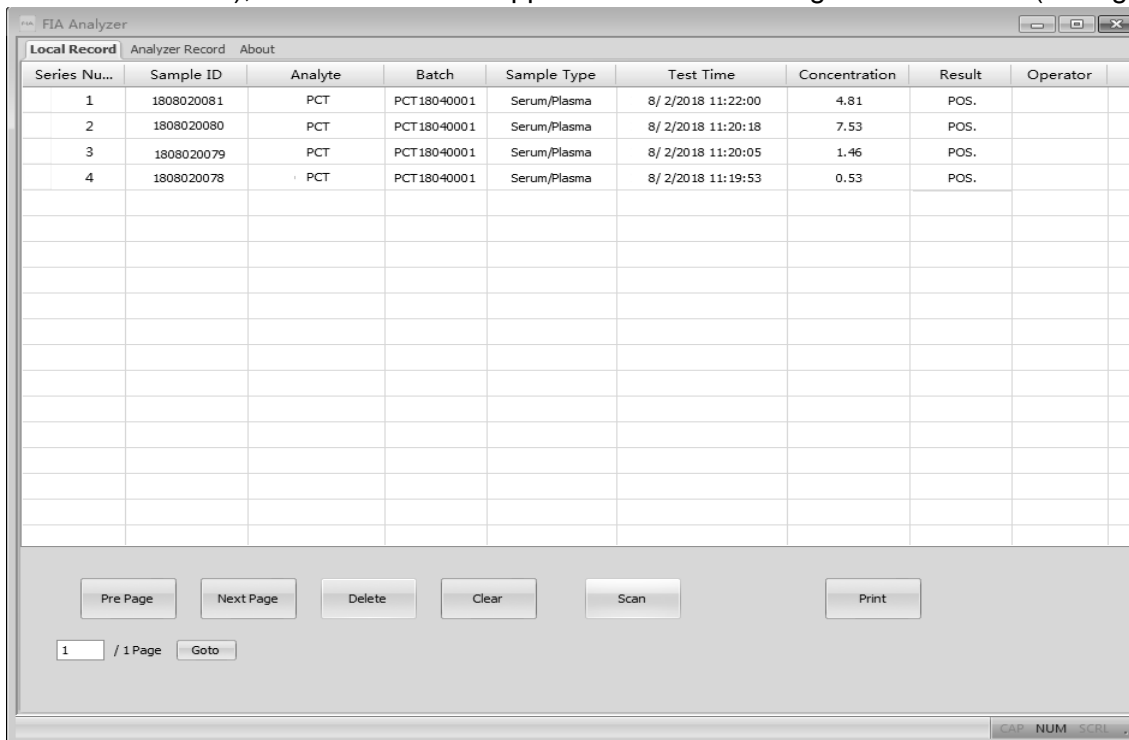 FIA Analyzer
Local Record Analyzer Record About
Series Nu... Sample ID Analyte Batch Sample Type Test Time Concentration Result Operator
1 1808020081 PCT PCT18040001 Serum/Plasma 8/ 2/2018 11:22:00 4.81 POS.
2 1808020080 PCT PCT18040001 Serum/Plasma 8/ 2/2018 11:20:18 7.53 POS.
3 1808020079 PCT PCT18040001 Serum/Plasma 8/ 2/2018 11:20:05 1.46 POS.
4 1808020078 PCT PCT18040001 Serum/Plasma 8/ 2/2018 11:19:53 0.53 POS.
Pre Page Next Page Delete Clear Scan Print
1 / 1 Page Goto
CAP NUM SCRL